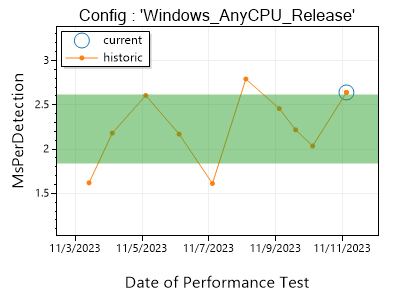 Config : 'Windows_AnyCPU_Release'
current
historic
MsPerDetection
3
2.5
2
1.5
11/3/2023
11/5/2023
11/7/2023
11/9/2023
11/11/2023
Date of Performance Test